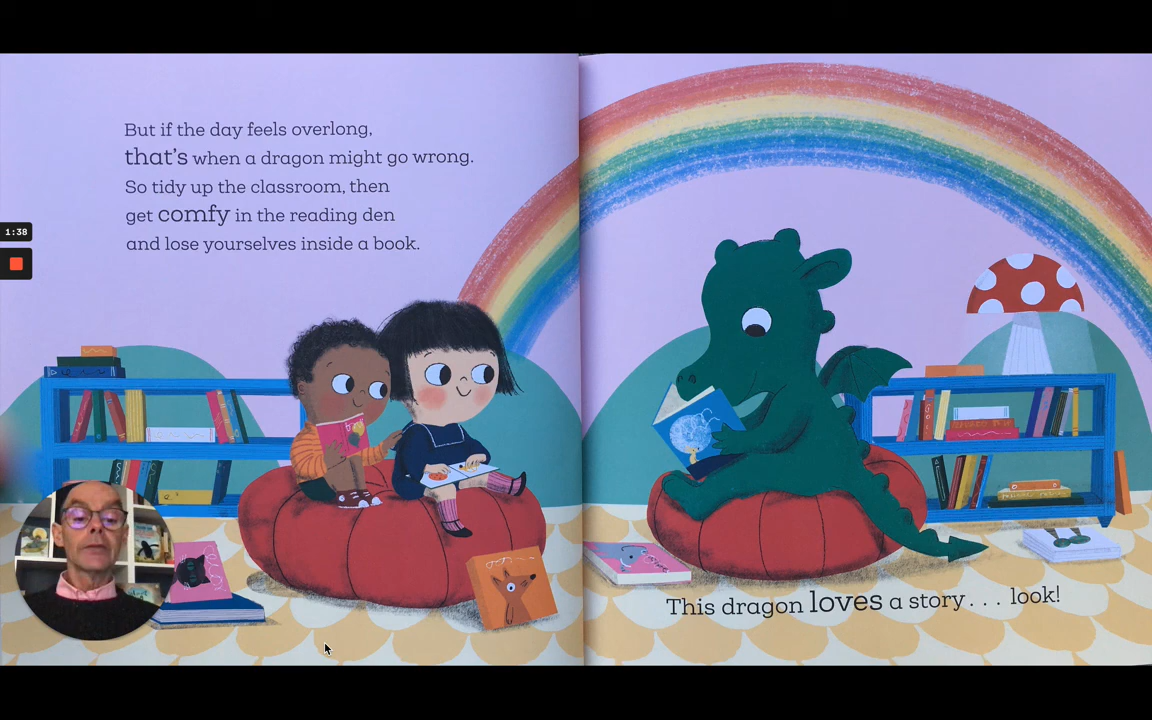 But if the day feels overlong,
that's when a dragon might go wrong.
So tidy up the classroom, then
get comfy in the reading den
and lose yourselves inside a book.
1:38
This dragon loves a story... look!